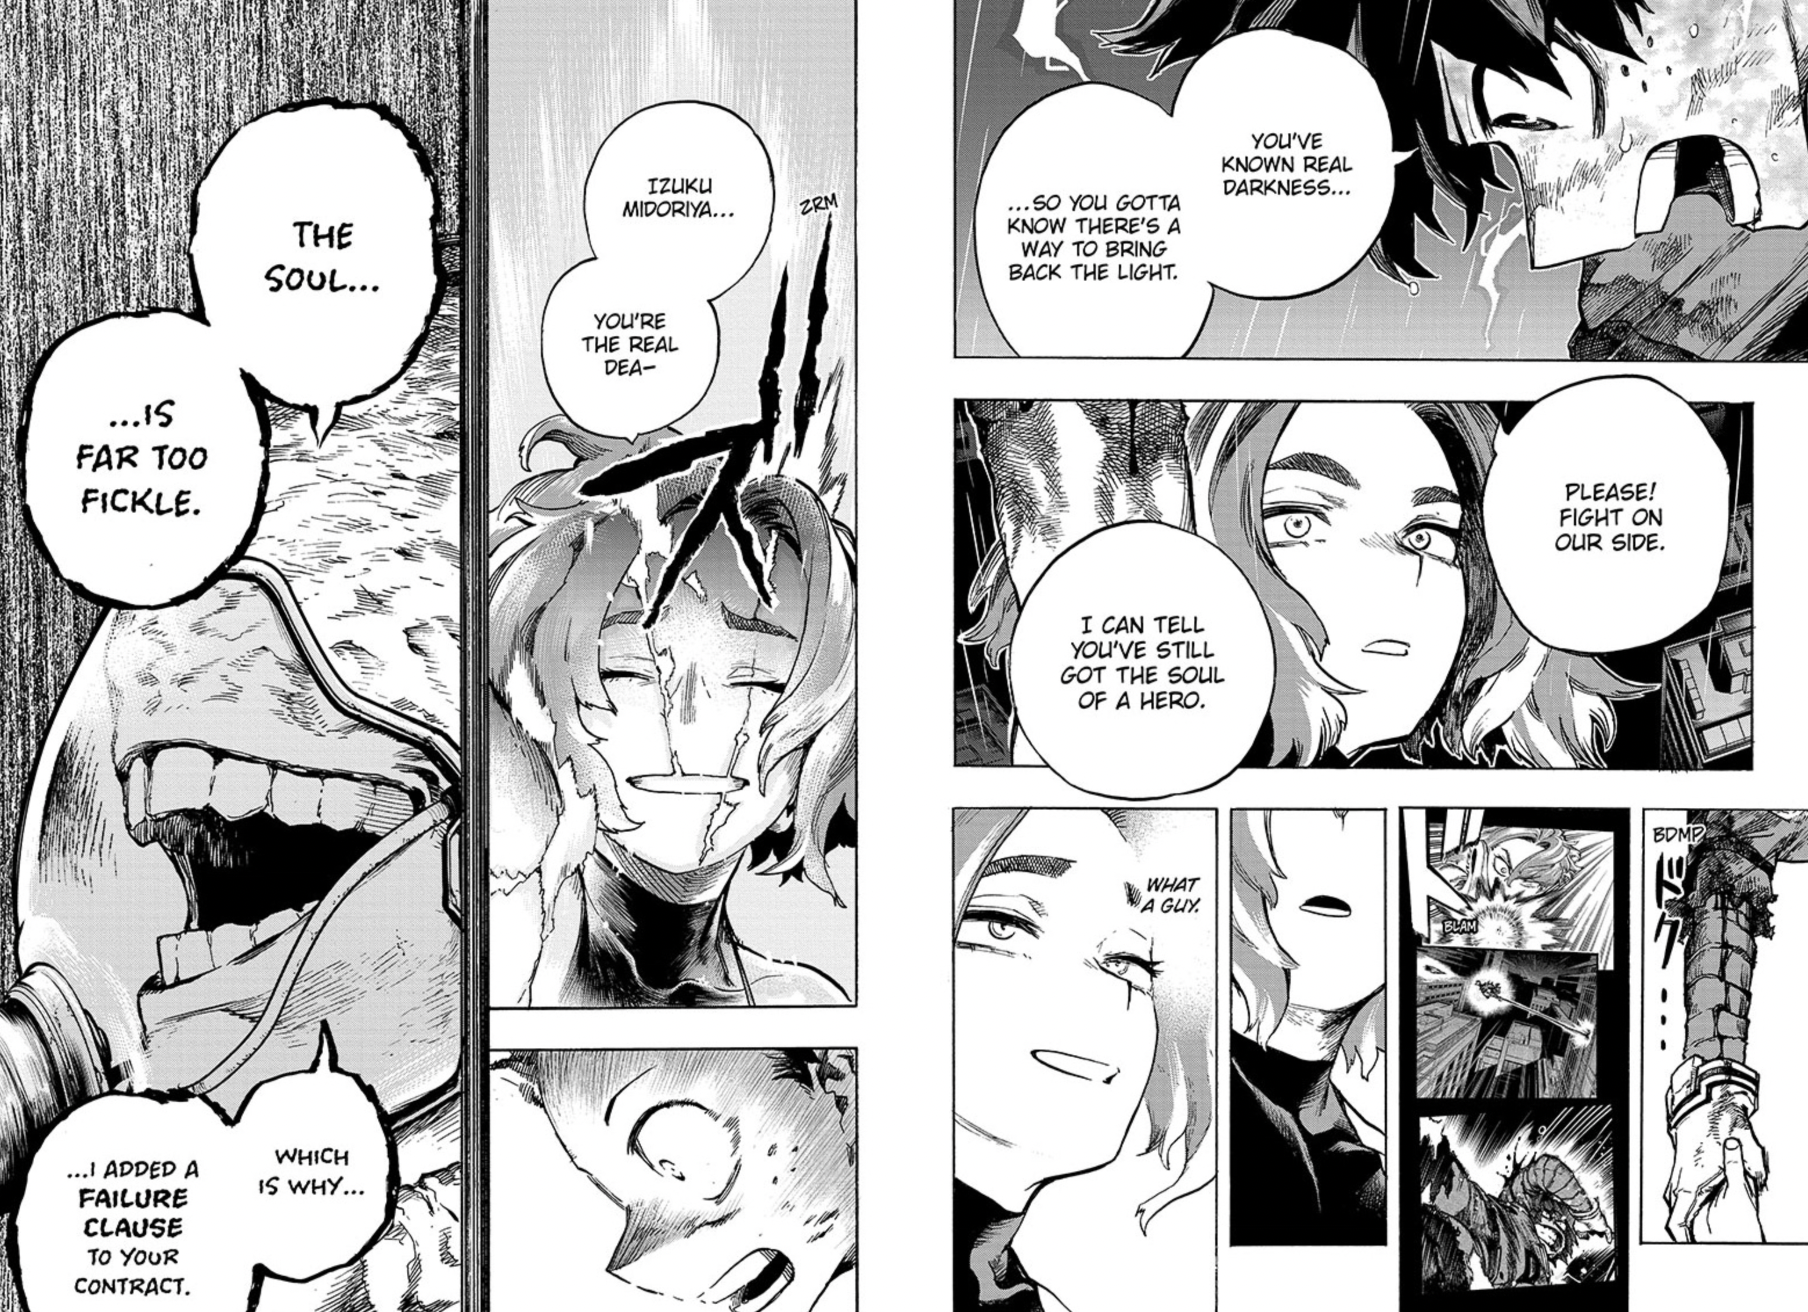 YOU'VE
KNOWN REAL
DARKNESS...
...SO YOU GOTTA
KNOW THERE'S A
WAY TO BRING
BACK THE LIGHT.
PLEASE!
FIGHT ON
OUR SIDE.
I CAN TELL
YOU'VE STILL
GOT THE SOUL
OF A HERO.
BDMP
ドクン...
BLAM
WHAT
A GUY.
IZUKU
MIDORIYA...
ZRM
YOU'RE
THE REAL
DEA-
THE
SOUL...
...IS
FAR TOO
FICKLE.
WHICH
IS WHY...
...I ADDED A
FAILURE
CLAUSE
TO YOUR
CONTRACT.